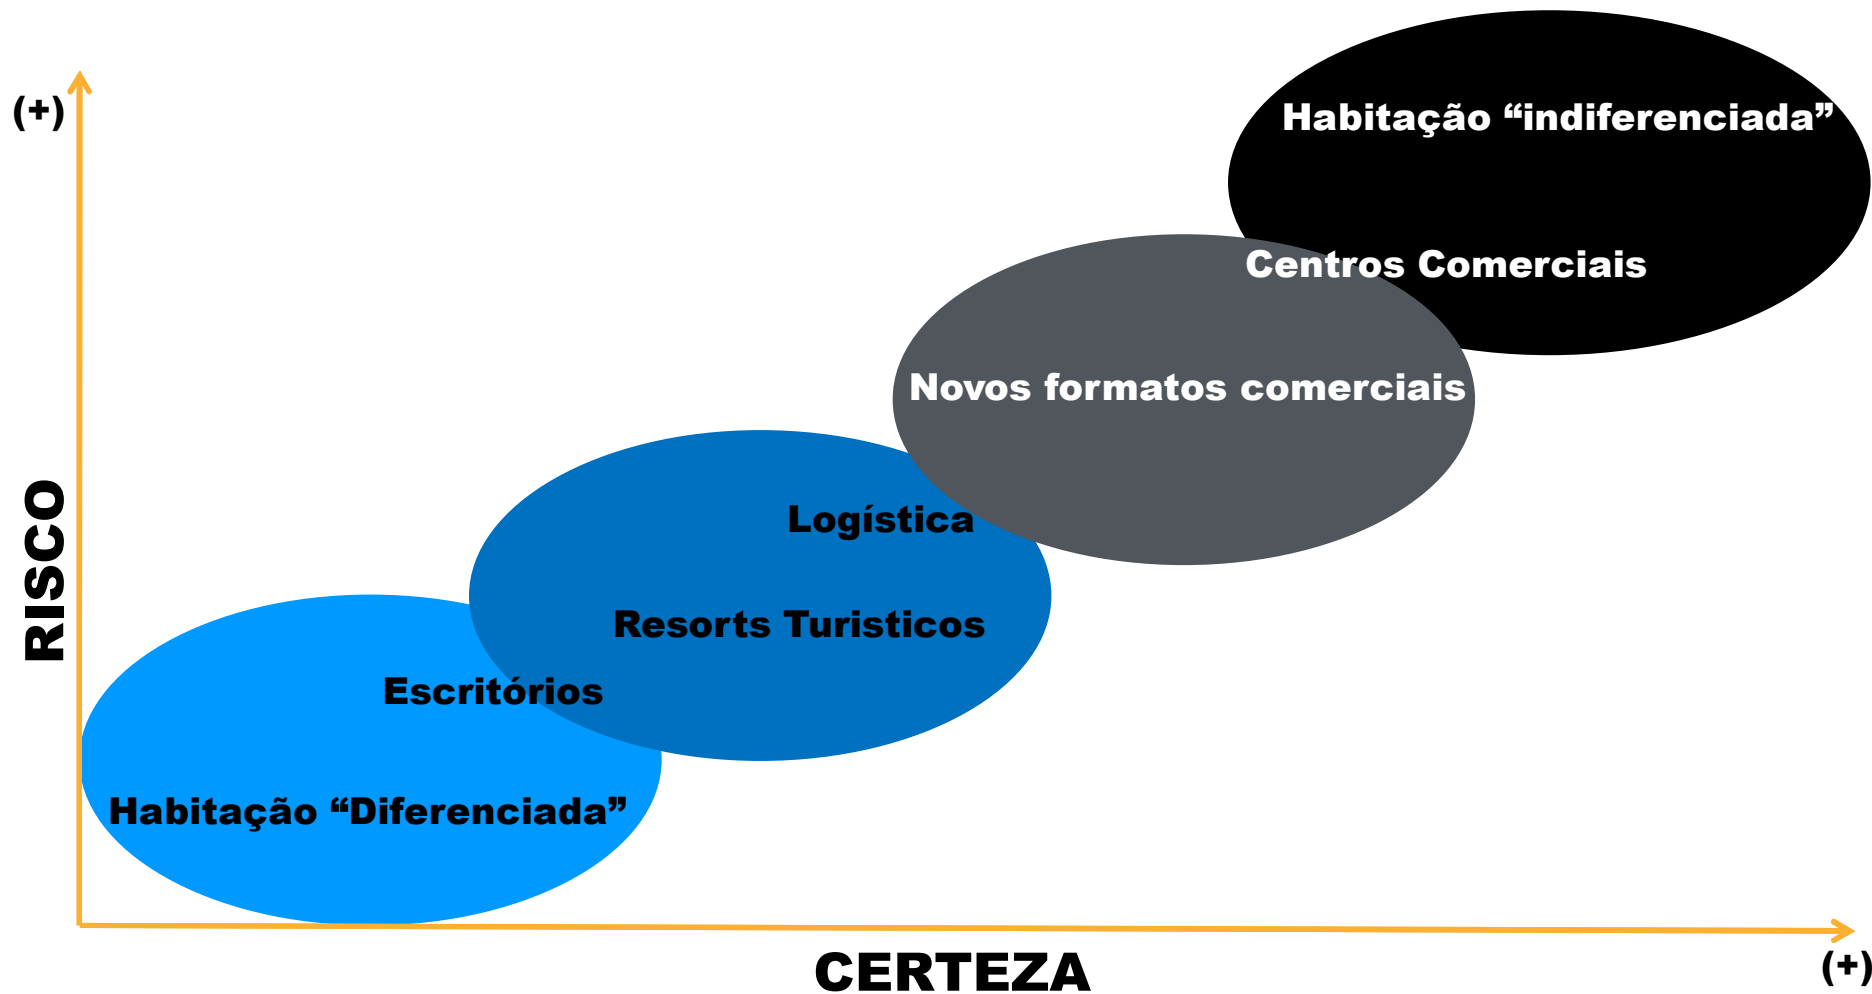 (+)
Habitação “indiferenciada”
Centros Comerciais
Novos formatos comerciais
Logística
Resorts Turisticos
Escritórios
Habitação “Diferenciada”
RISCO
CERTEZA
(+)